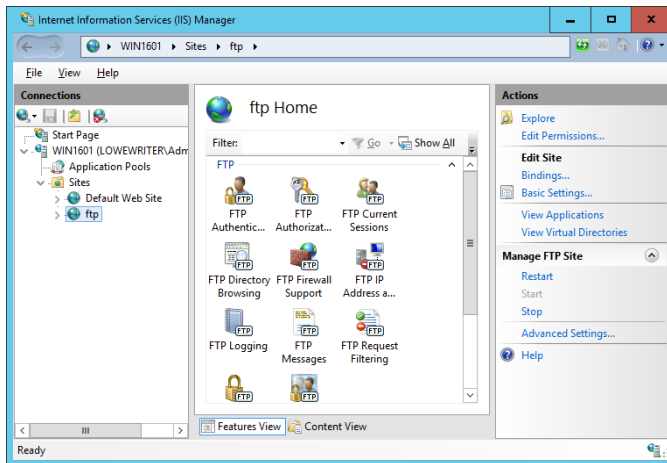 Internet Information Services (IIS) Manager
WIN1601 Sites ftp
File View Help
Connections
Start Page
WIN1601 (LOWEWRITER\Adm
Application Pools
Sites
Default Web Site
ftp
ftp Home
Filter: Go Show All
FTP
FTP Authentic...
FTP Authorizat...
FTP Current Sessions
FTP Directory Browsing
FTP Firewall Support
FTP IP Address a...
FTP Logging
FTP Messages
FTP Request Filtering
Features View Content View
Actions
Explore
Edit Permissions...
Edit Site
Bindings...
Basic Settings...
View Applications
View Virtual Directories
Manage FTP Site
Restart
Start
Stop
Advanced Settings...
Help
Ready